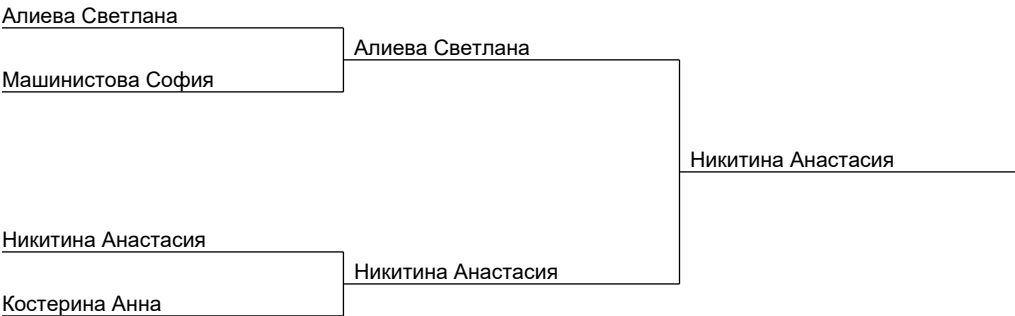 Алиева Светлана
Алиева Светлана
Машинистова София
Никитина Анастасия
Никитина Анастасия
Никитина Анастасия
Костерина Анна